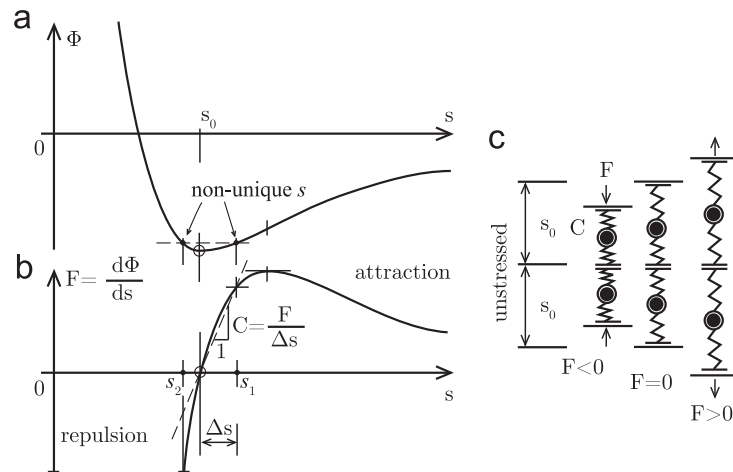 a
Φ
s₀
s
0
non-unique s
b
F = dΦ/ds
attraction
C = F/Δs
1
0
s₂
s₁
s
repulsion
Δs
c
unstressed
s₀
s₀
F
C
F<0
F=0
F>0